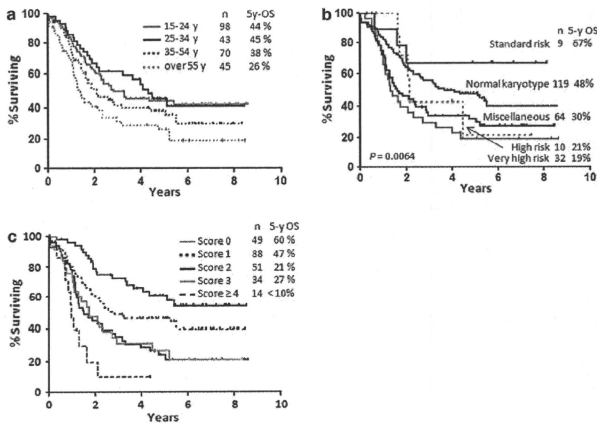 a
n 5y-OS
15-24 y 98 44 %
25-34 y 43 45 %
35-54 y 70 38 %
over 55 y 45 26 %
% Surviving
100
80
60
40
20
0
0 2 4 6 8 10
Years
b
n 5-y OS
Standard risk 9 67%
Normal karyotype 119 48%
Miscellaneous 64 30%
High risk 10 21%
Very high risk 32 19%
P = 0.0064
% Surviving
100
80
60
40
20
0
0 2 4 6 8 10
Years
c
n 5-y OS
Score 0 49 60 %
Score 1 88 47 %
Score 2 51 21 %
Score 3 34 27 %
Score ≥ 4 14 <10%
% Surviving
100
80
60
40
20
0
0 2 4 6 8 10
Years